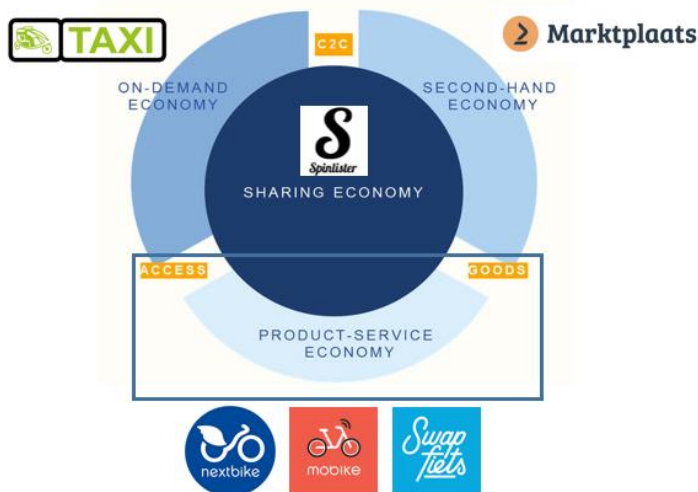 TAXI
Marktplaats
C2C
ON-DEMAND
ECONOMY
SECOND-HAND
ECONOMY
S
Spinlister
SHARING ECONOMY
ACCESS
GOODS
PRODUCT-SERVICE
ECONOMY
nextbike
mobike
Swap
fiets